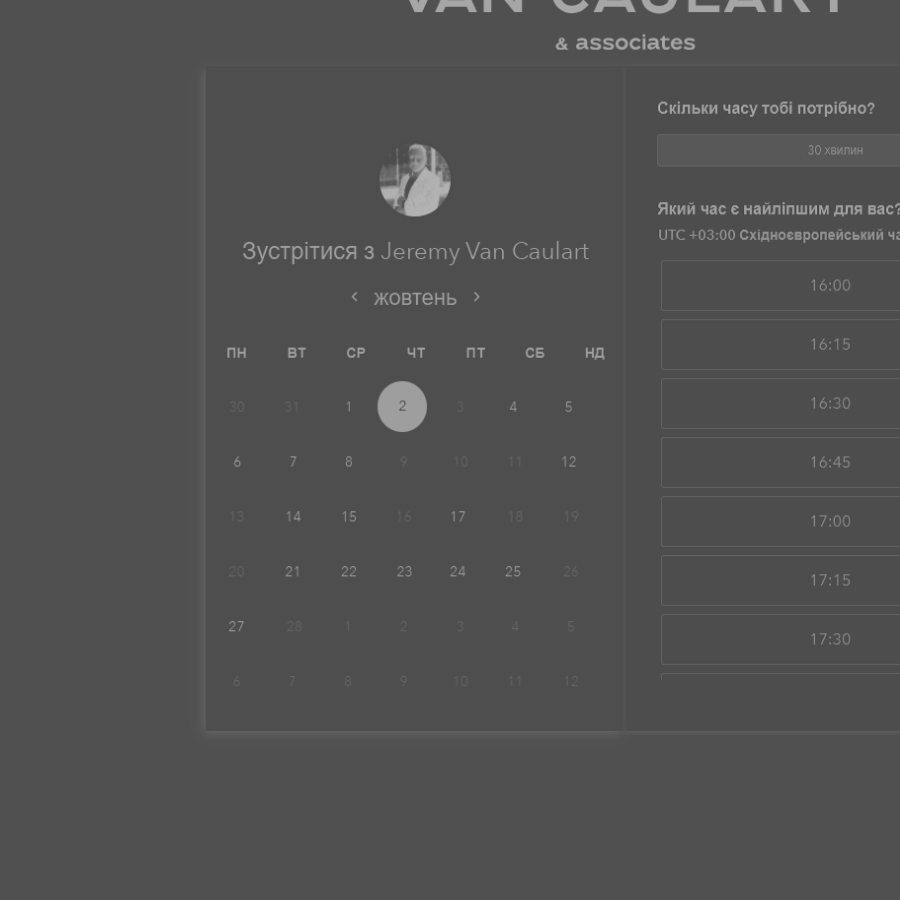 VAN CAULART
& associates
Зустрітися з Jeremy Van Caulart
жовтень
ПН ВТ СР ЧТ ПТ СБ НД
30 31 1 2 3 4 5
6 7 8 9 10 11 12
13 14 15 16 17 18 19
20 21 22 23 24 25 26
27 28 1 2 3 4 5
6 7 8 9 10 11 12
Скільки часу тобі потрібно?
30 хвилин
Який час є найліпшим для вас?
UTC +03:00 Східноєвропейський ча
16:00
16:15
16:30
16:45
17:00
17:15
17:30